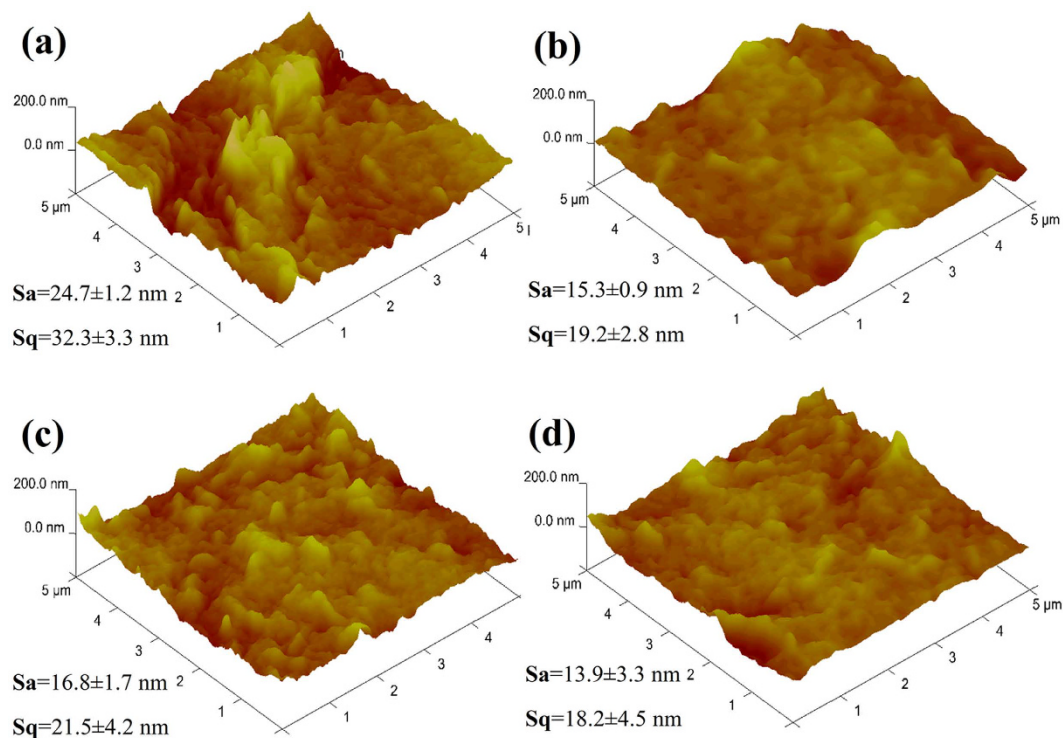 (a)
200.0 nm
0.0 nm
5 µm
4
3
2
1
1
2
3
4
5
Sa=24.7±1.2 nm
Sq=32.3±3.3 nm
(b)
200.0 nm
0.0 nm
5 µm
4
3
2
1
1
2
3
4
5 µm
Sa=15.3±0.9 nm
Sq=19.2±2.8 nm
(c)
200.0 nm
0.0 nm
5 µm
4
3
2
1
1
2
3
4
Sa=16.8±1.7 nm
Sq=21.5±4.2 nm
(d)
200.0 nm
0.0 nm
5 µm
4
3
2
1
1
2
3
4
5 µm
Sa=13.9±3.3 nm
Sq=18.2±4.5 nm